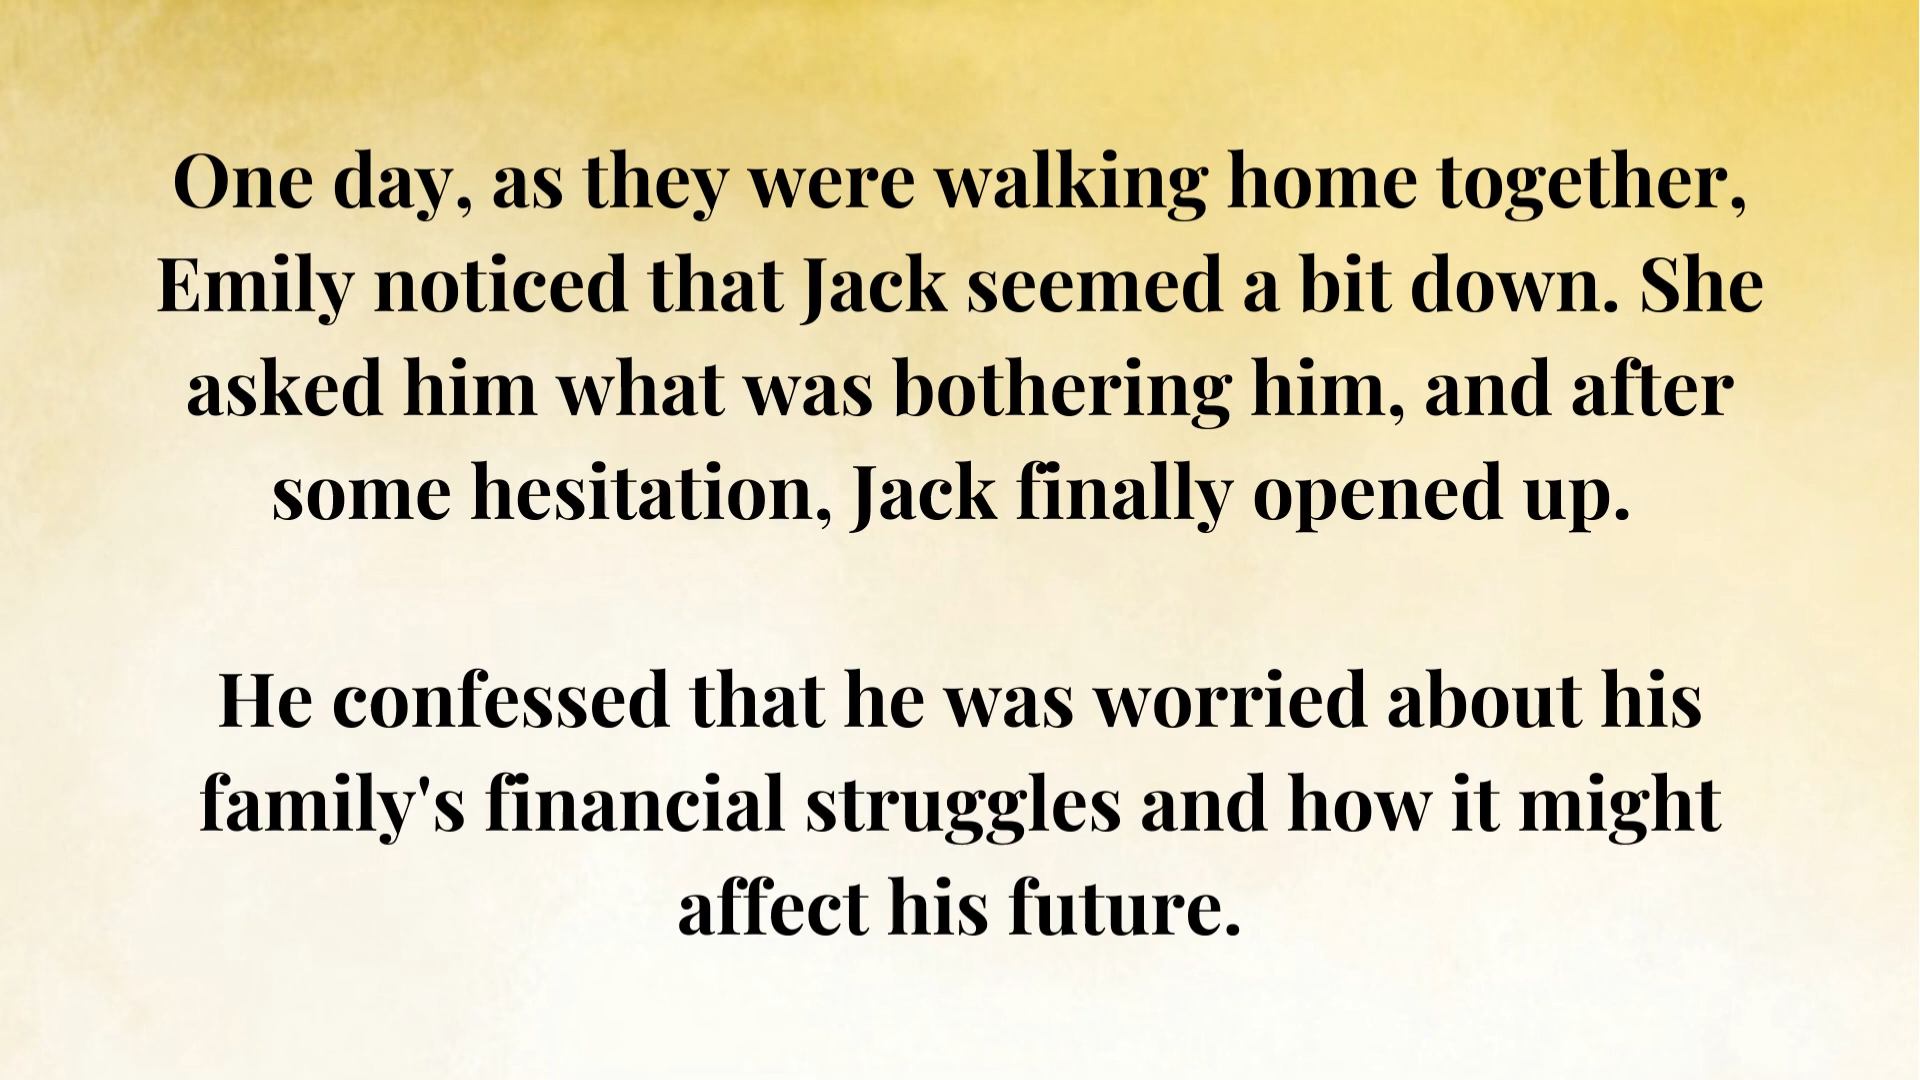 One day, as they were walking home together,
Emily noticed that Jack seemed a bit down. She
asked him what was bothering him, and after
some hesitation, Jack finally opened up.
He confessed that he was worried about his
family's financial struggles and how it might
affect his future.